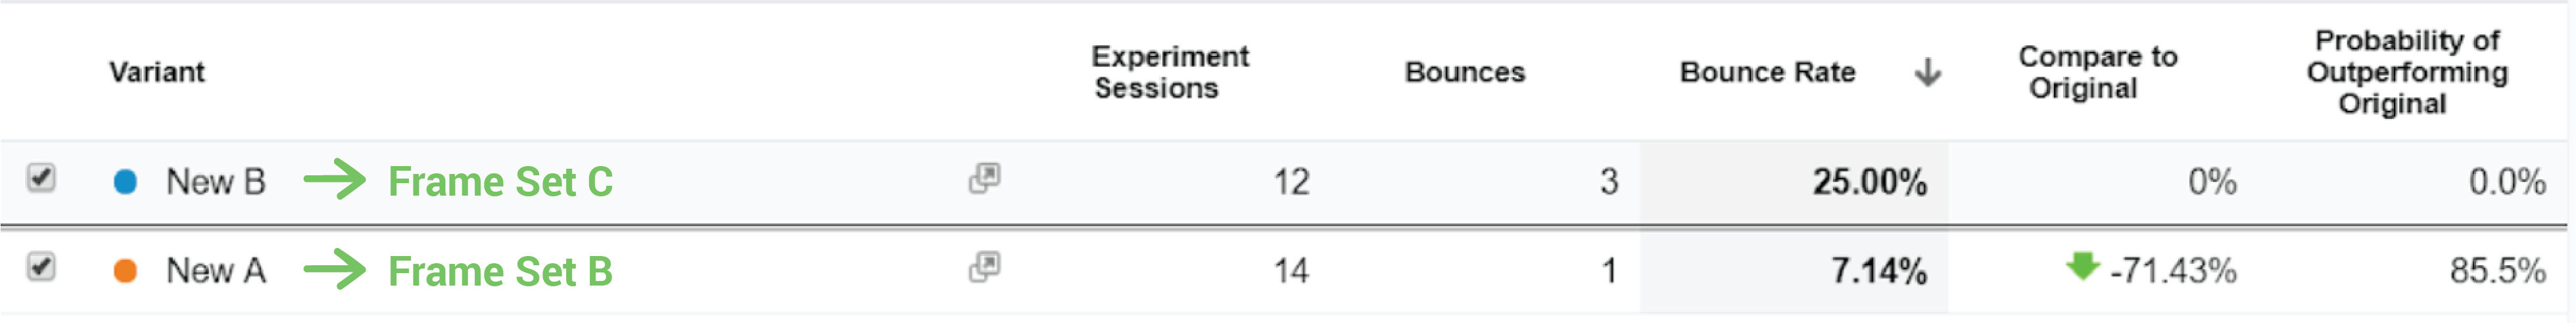 Variant
Experiment
Sessions
Bounces
Bounce Rate
Compare to
Original
Probability of
Outperforming
Original
New B → Frame Set C 12 3 25.00% 0% 0.0%
New A → Frame Set B 14 1 7.14% -71.43% 85.5%